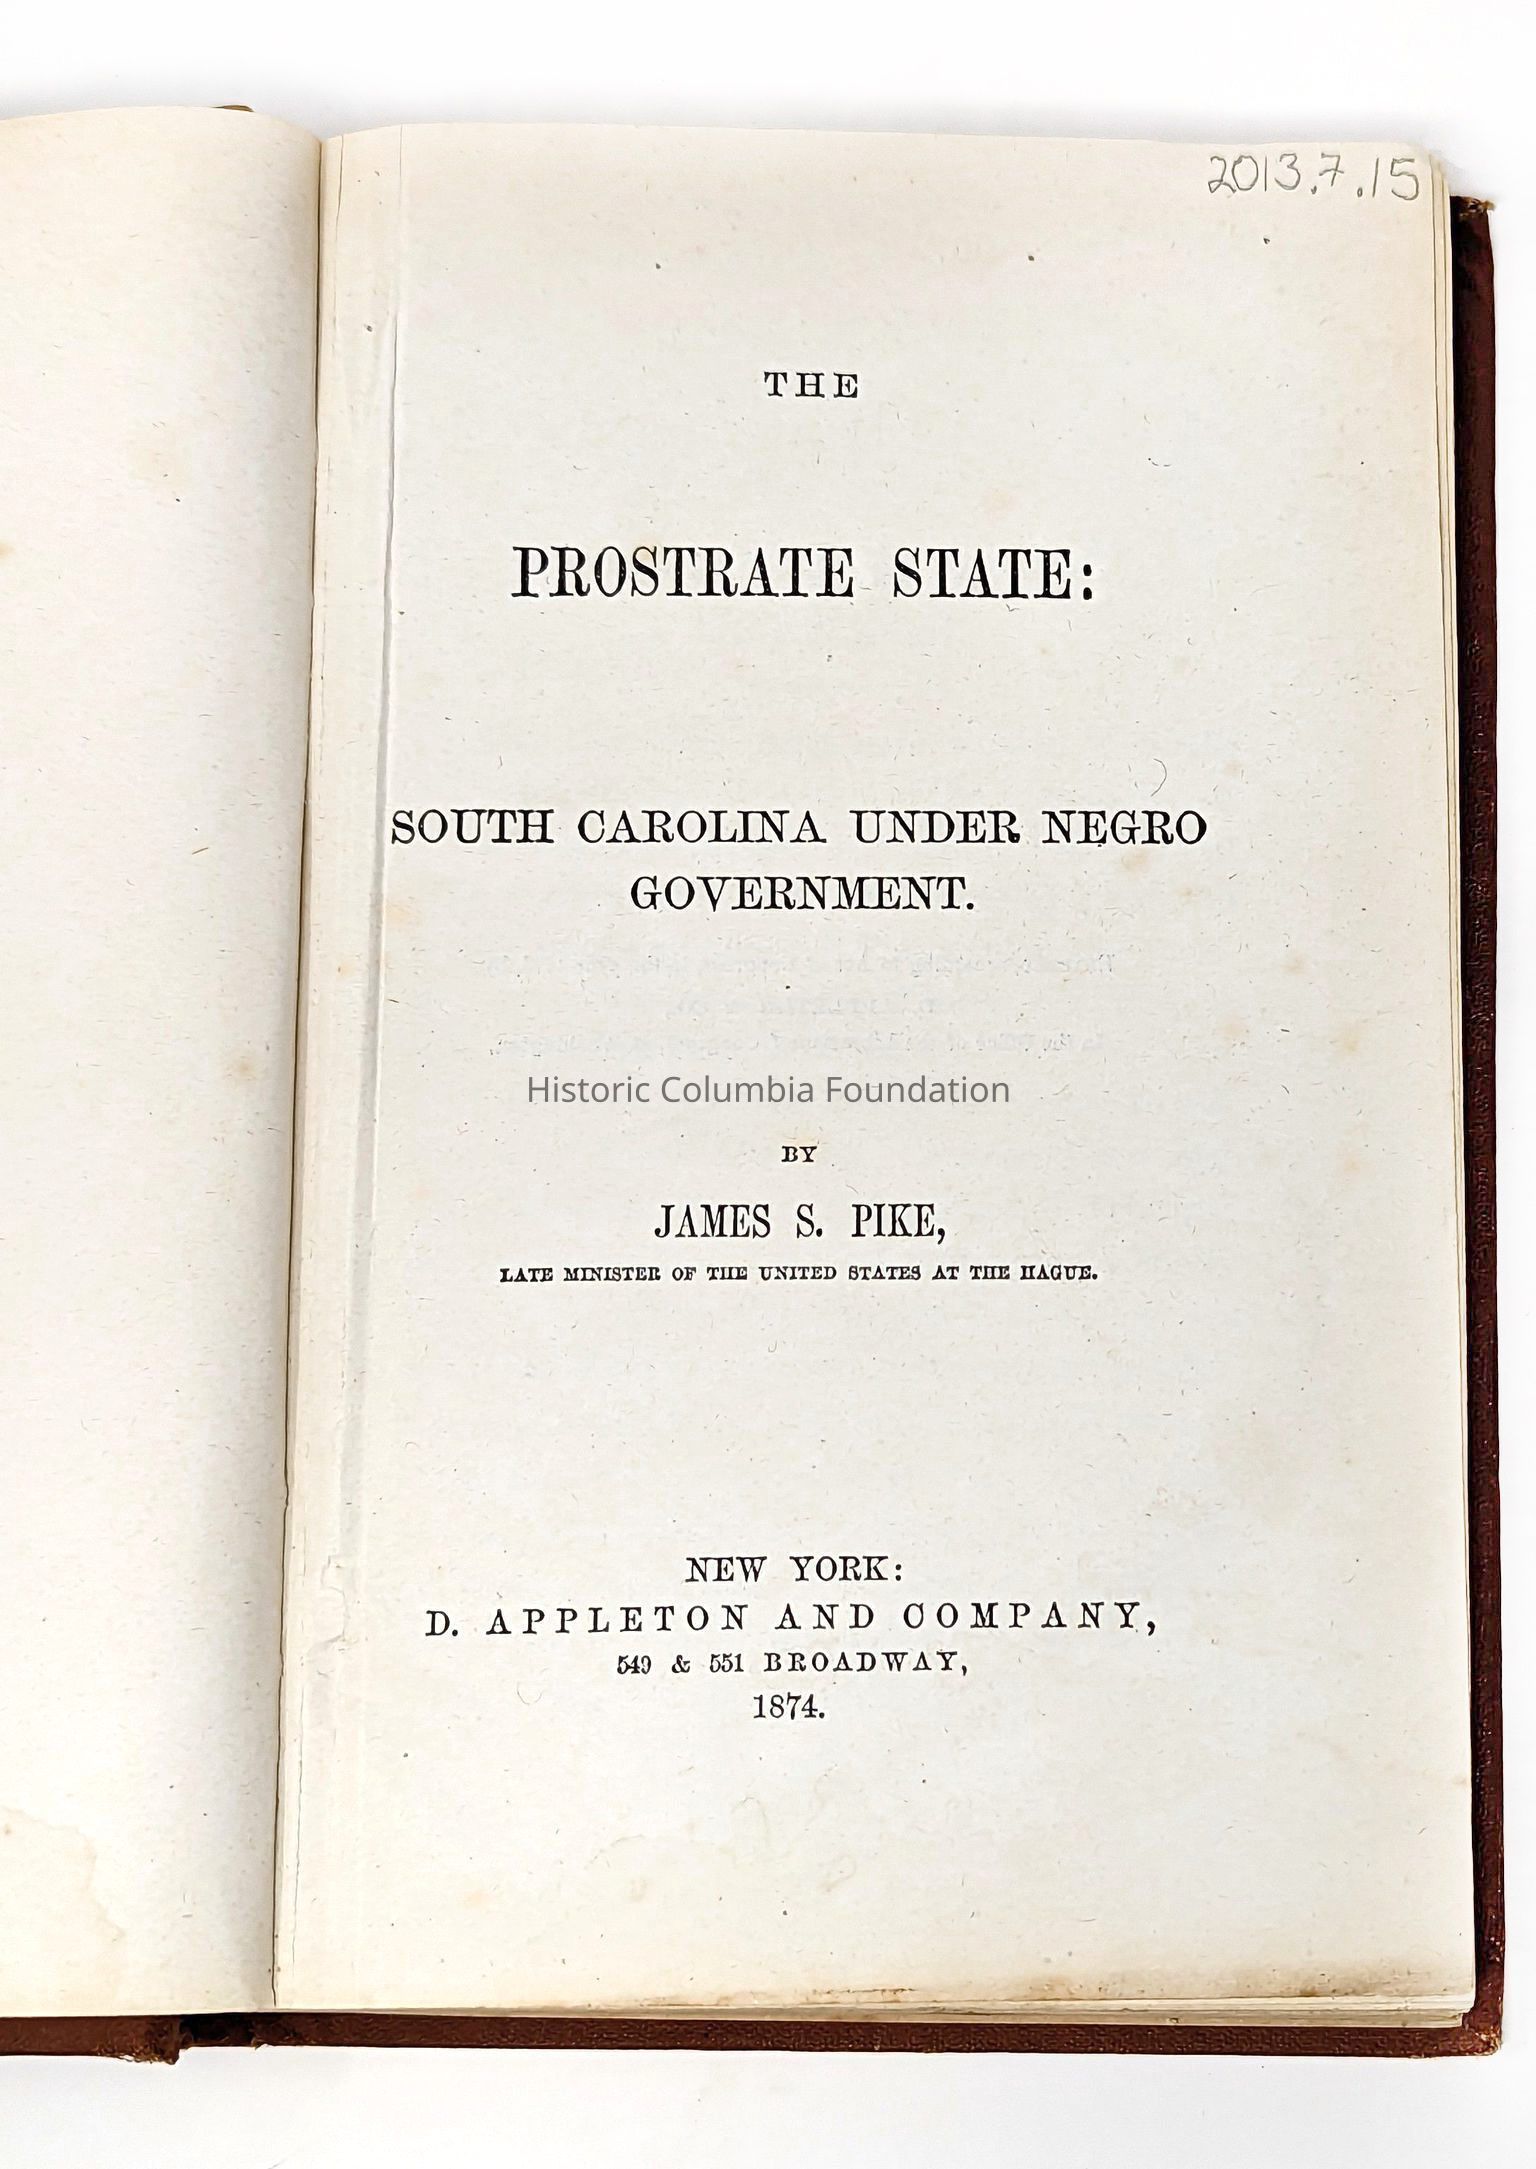 2013.7.15
THE
PROSTRATE STATE:
SOUTH CAROLINA UNDER NEGRO
GOVERNMENT.
Historic Columbia Foundation
BY
JAMES S. PIKE,
LATE MINISTER OF THE UNITED STATES AT THE HAGUE.
NEW YORK:
D. APPLETON AND COMPANY,
549 & 551 BROADWAY,
1874.